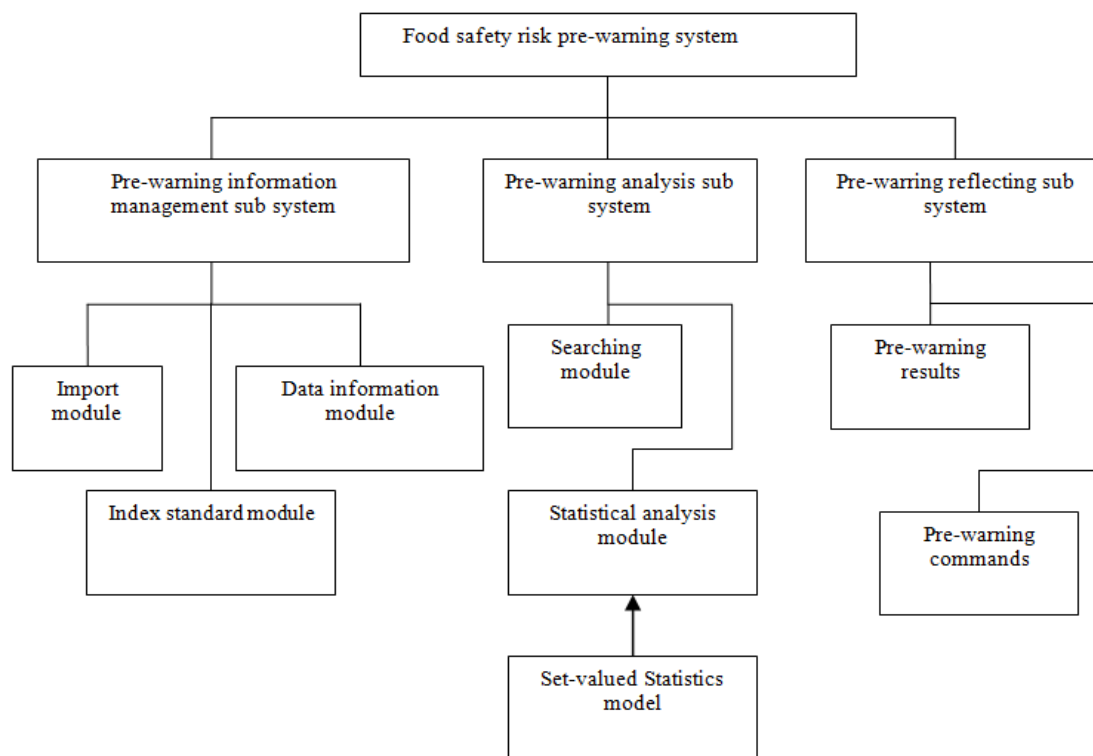 Food safety risk pre-warning system
Pre-warning information
management sub system
Pre-warning analysis sub
system
Pre-warring reflecting sub
system
Import
module
Data information
module
Searching
module
Pre-warning
results
Index standard module
Statistical analysis
module
Pre-warning
commands
Set-valued Statistics
model